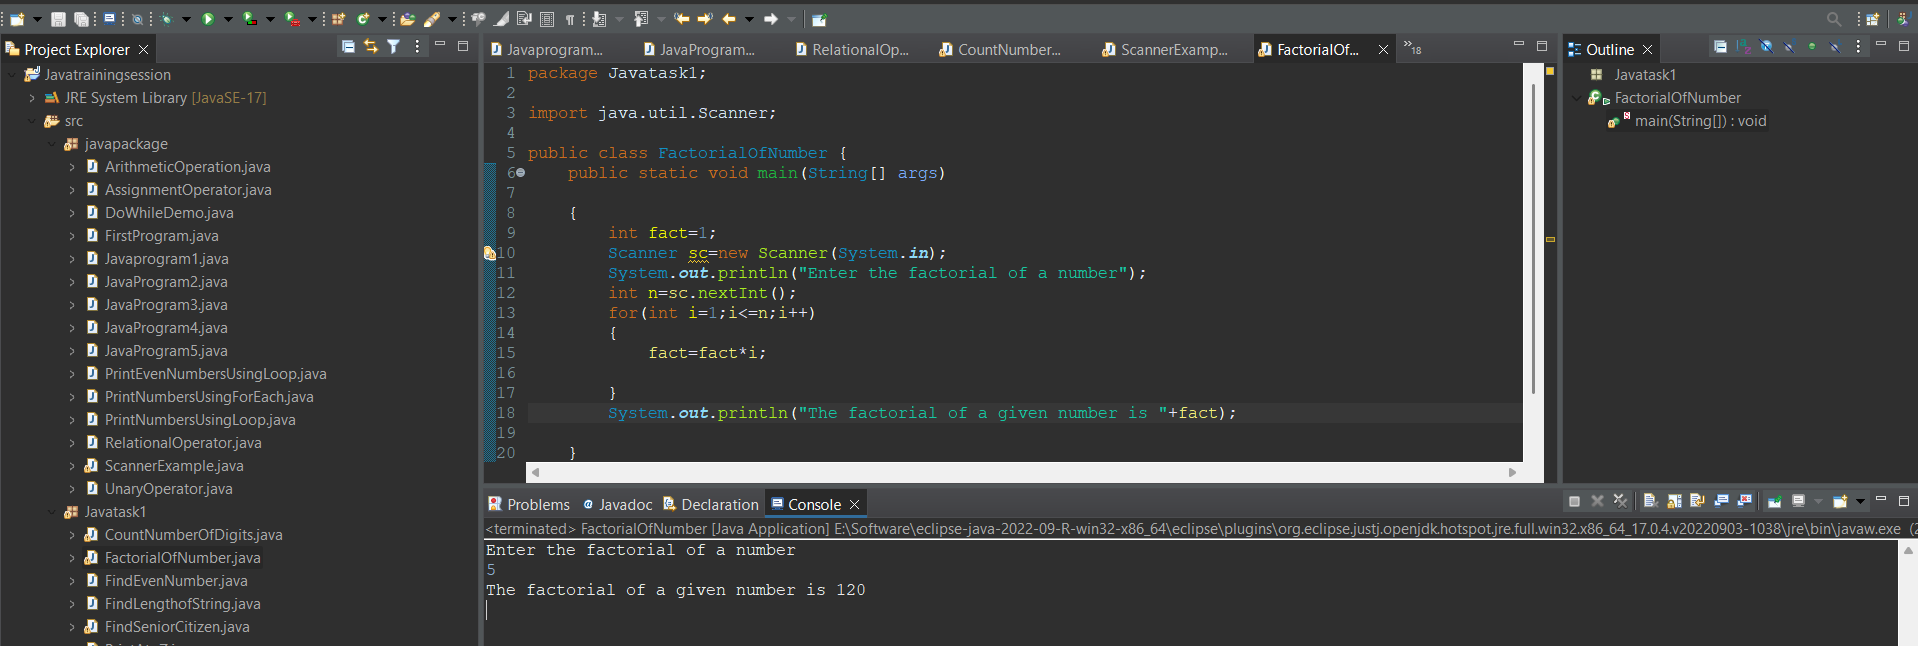 Project Explorer
Javatrainingsession
JRE System Library [JavaSE-17]
src
javapackage
ArithmeticOperation.java
AssignmentOperator.java
DoWhileDemo.java
FirstProgram.java
Javaprogram1.java
JavaProgram2.java
JavaProgram3.java
JavaProgram4.java
JavaProgram5.java
PrintEvenNumbersUsingLoop.java
PrintNumbersUsingForEach.java
PrintNumbersUsingLoop.java
RelationalOperator.java
ScannerExample.java
UnaryOperator.java
Javatask1
CountNumberOfDigits.java
FactorialOfNumber.java
FindEvenNumber.java
FindLengthofString.java
FindSeniorCitizen.java
Javaprogram... JavaProgram... RelationalOp... CountNumber... ScannerExamp... FactorialOf... »18
1 package Javatask1;
2
3 import java.util.Scanner;
4
5 public class FactorialOfNumber {
6 public static void main(String[] args)
7
8 {
9 int fact=1;
10 Scanner sc=new Scanner(System.in);
11 System.out.println("Enter the factorial of a number");
12 int n=sc.nextInt();
13 for(int i=1;i<=n;i++)
14 {
15 fact=fact*i;
16
17 }
18 System.out.println("The factorial of a given number is "+fact);
19
20 }
Outline
Javatask1
FactorialOfNumber
main(String[]) : void
Problems @ Javadoc Declaration Console
<terminated> FactorialOfNumber [Java Application] E:\Software\eclipse-java-2022-09-R-win32-x86_64\eclipse\plugins\org.eclipse.justj.openjdk.hotspot.jre.full.win32.x86_64_17.0.4.v20220903-1038\jre\bin\javaw.exe (2
Enter the factorial of a number
5
The factorial of a given number is 120